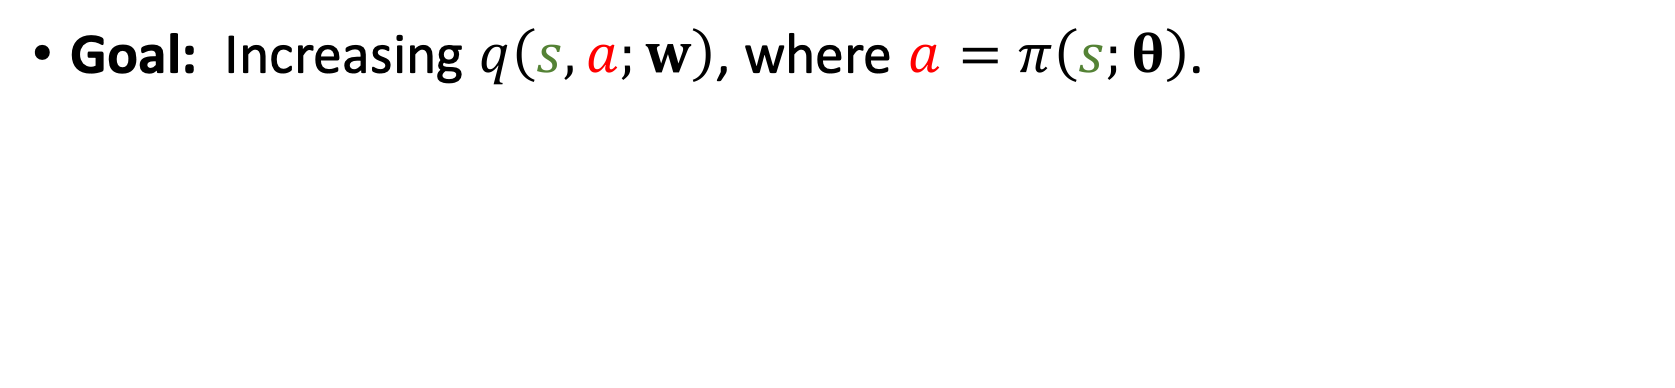 • Goal: Increasing q(s, a; w), where a = π(s; θ).